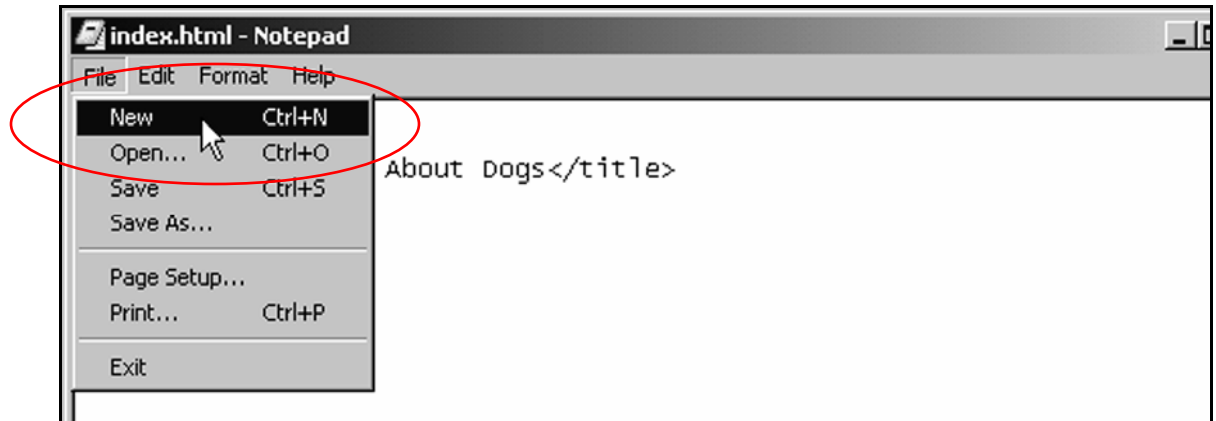 index.html - Notepad
File Edit Format Help
New Ctrl+N
Open... Ctrl+O
About Dogs</title>
Save Ctrl+S
Save As...
Page Setup...
Print... Ctrl+P
Exit